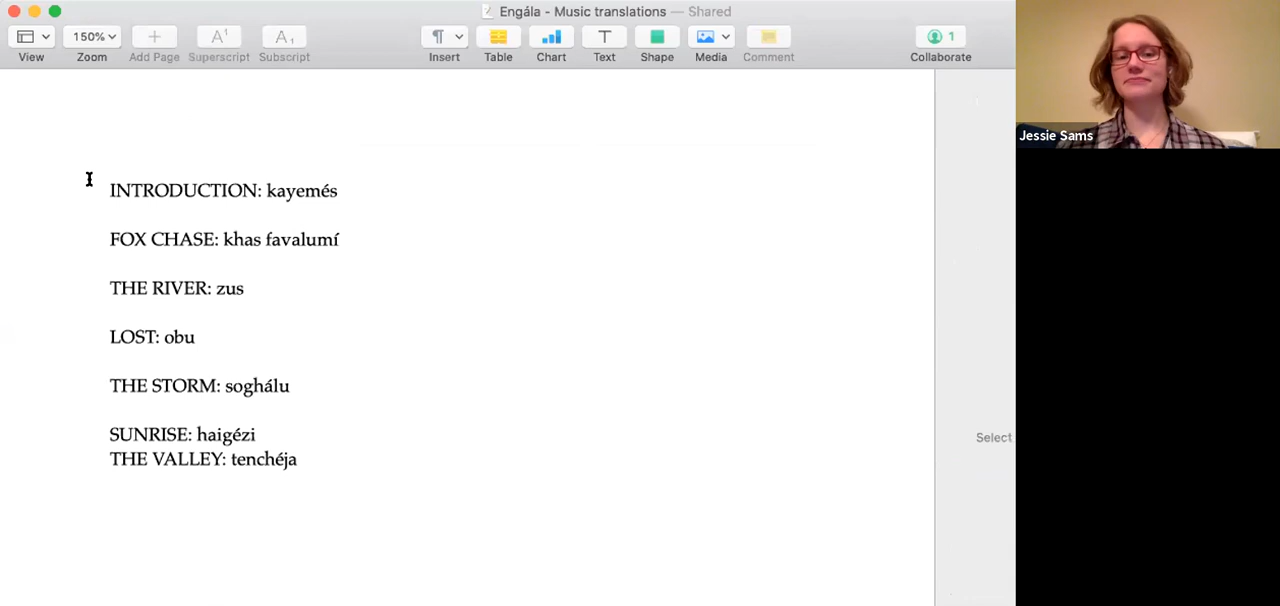 Engála - Music translations — Shared
150%
View
Zoom
Add Page
Superscript
Subscript
Insert
Table
Chart
Text
Shape
Media
Comment
1
Collaborate
Jessie Sams
INTRODUCTION: kayemés
FOX CHASE: khas favalumí
THE RIVER: zus
LOST: obu
THE STORM: soghálu
SUNRISE: haigézi
THE VALLEY: tenchéja
Select